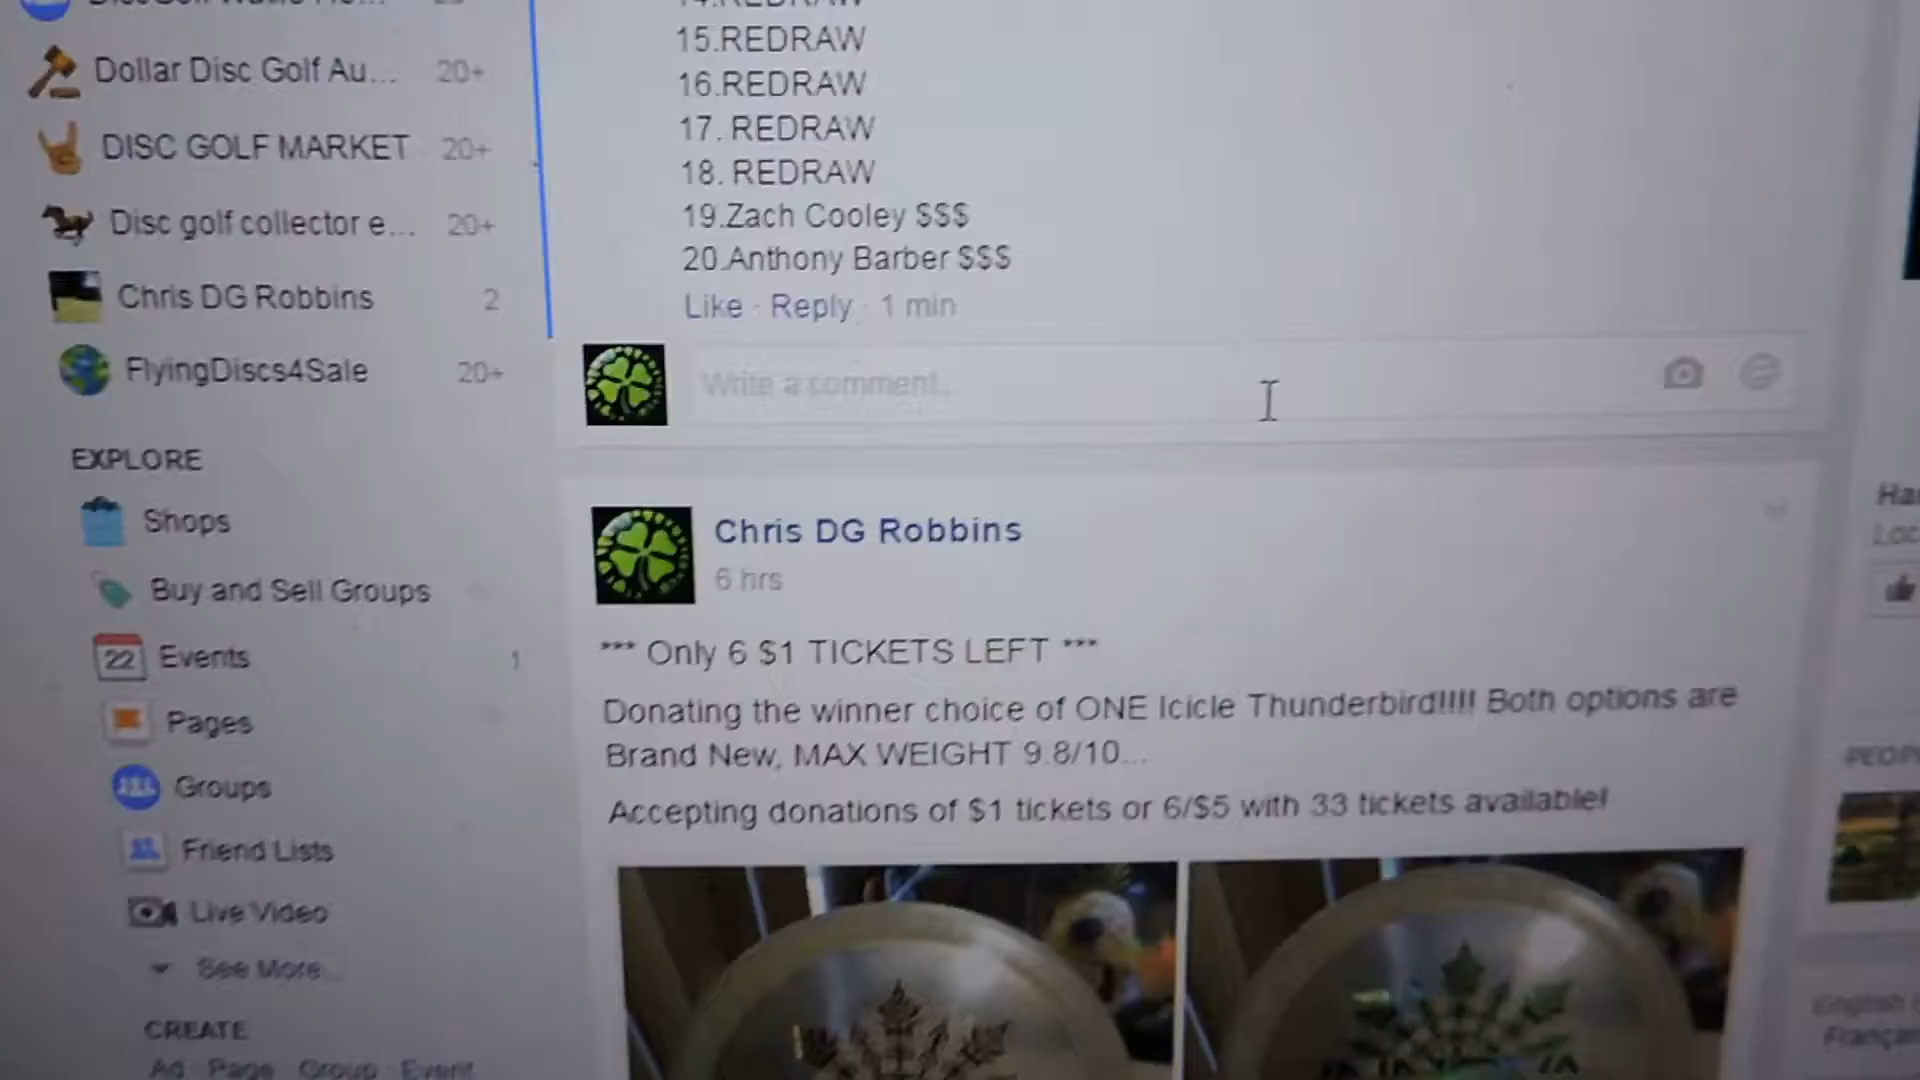 15.REDRAW
16.REDRAW
17. REDRAW
18. REDRAW
19.Zach Cooley $$$
20.Anthony Barber $$$
Like · Reply · 1 min
Write a comment...
Dollar Disc Golf Au... 20+
DISC GOLF MARKET 20+
Disc golf collector e... 20+
Chris DG Robbins 2
FlyingDiscs4Sale 20+
EXPLORE
Shops
Buy and Sell Groups
22 Events 1
Pages
Groups
Friend Lists
Live Video
See More...
CREATE
Ad Page Group Event
Chris DG Robbins
6 hrs
*** Only 6 $1 TICKETS LEFT ***
Donating the winner choice of ONE Icicle Thunderbird!!!! Both options are
Brand New, MAX WEIGHT 9.8/10...
Accepting donations of $1 tickets or 6/$5 with 33 tickets available!